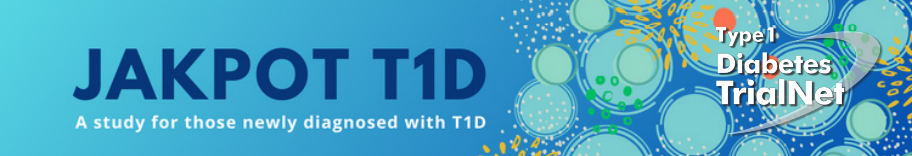 JAKPOT T1D
A study for those newly diagnosed with T1D
Type 1
Diabetes
TrialNet